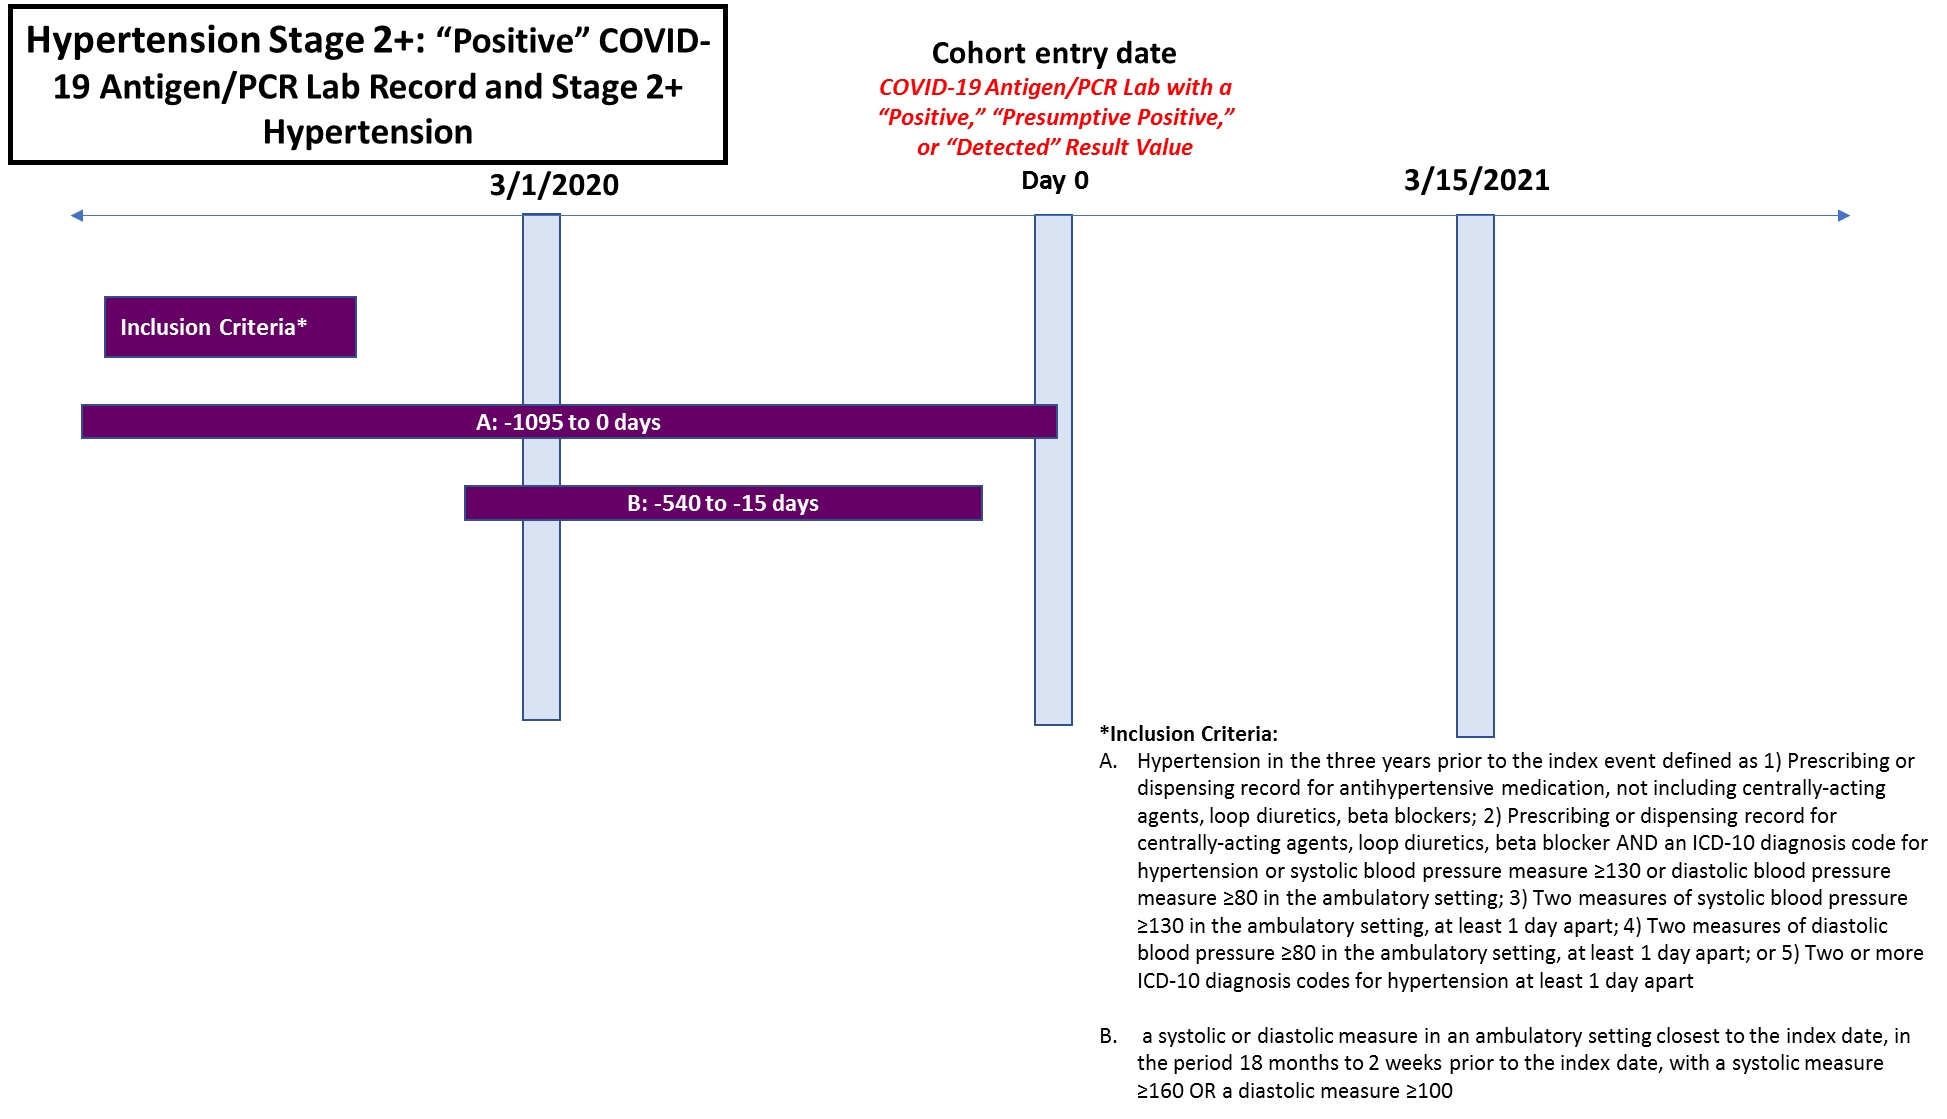 Hypertension Stage 2+: “Positive” COVID-
19 Antigen/PCR Lab Record and Stage 2+
Hypertension
Cohort entry date
COVID-19 Antigen/PCR Lab with a
“Positive,” “Presumptive Positive,”
or “Detected” Result Value
3/1/2020
Day 0
3/15/2021
Inclusion Criteria*
A: -1095 to 0 days
B: -540 to -15 days
*Inclusion Criteria:
A. Hypertension in the three years prior to the index event defined as 1) Prescribing or
dispensing record for antihypertensive medication, not including centrally-acting
agents, loop diuretics, beta blockers; 2) Prescribing or dispensing record for
centrally-acting agents, loop diuretics, beta blocker AND an ICD-10 diagnosis code for
hypertension or systolic blood pressure measure ≥130 or diastolic blood pressure
measure ≥80 in the ambulatory setting; 3) Two measures of systolic blood pressure
≥130 in the ambulatory setting, at least 1 day apart; 4) Two measures of diastolic
blood pressure ≥80 in the ambulatory setting, at least 1 day apart; or 5) Two or more
ICD-10 diagnosis codes for hypertension at least 1 day apart
B. a systolic or diastolic measure in an ambulatory setting closest to the index date, in
the period 18 months to 2 weeks prior to the index date, with a systolic measure
≥160 OR a diastolic measure ≥100